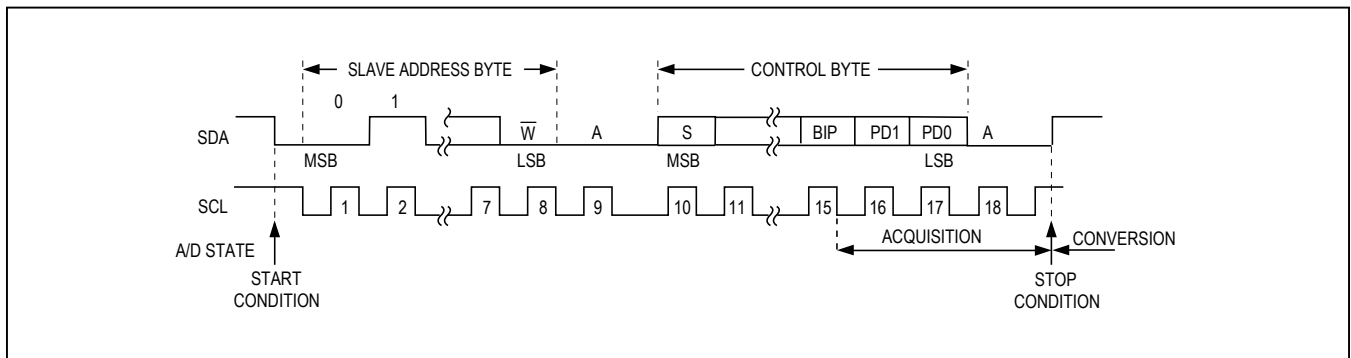 SLAVE ADDRESS BYTE CONTROL BYTE
0 1
SDA W̅ A S BIP PD1 PD0 A
MSB LSB MSB LSB
SCL 1 2 7 8 9 10 11 15 16 17 18
A/D STATE ACQUISITION CONVERSION
START STOP
CONDITION CONDITION